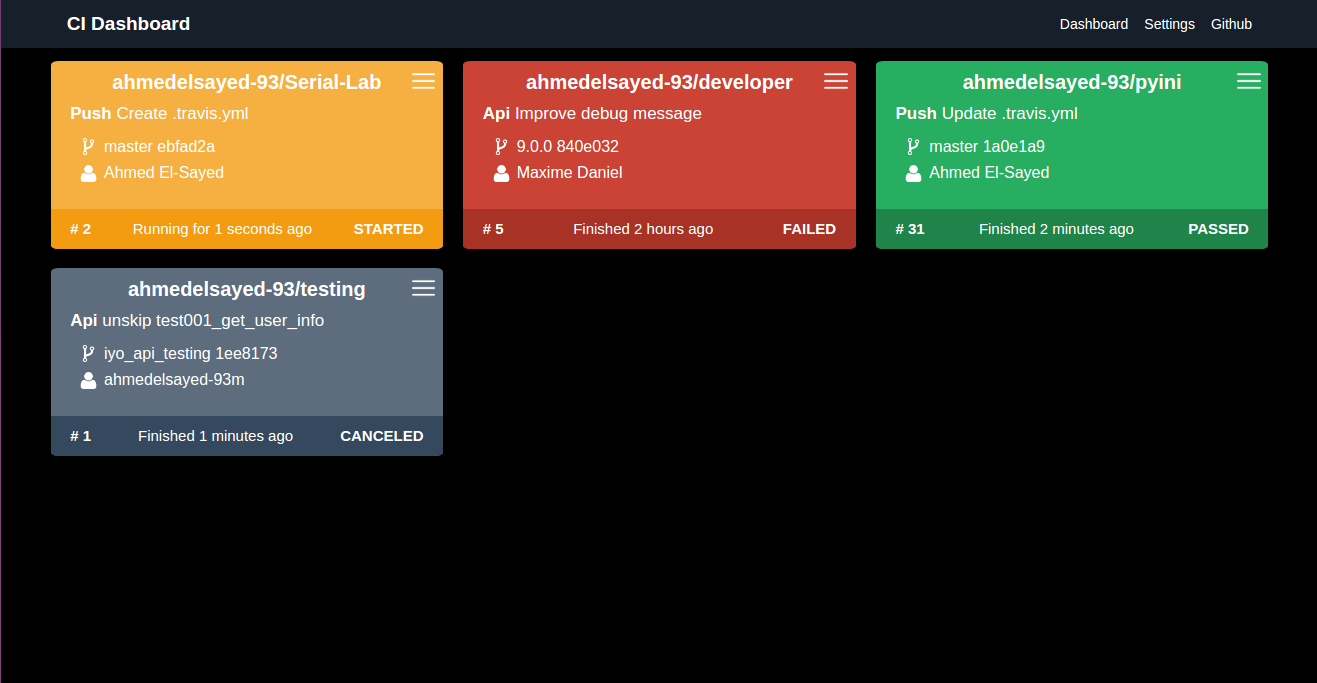 CI Dashboard
Dashboard Settings Github
ahmedelsayed-93/Serial-Lab
Push Create .travis.yml
master ebfad2a
Ahmed El-Sayed
# 2 Running for 1 seconds ago STARTED
ahmedelsayed-93/developer
Api Improve debug message
9.0.0 840e032
Maxime Daniel
# 5 Finished 2 hours ago FAILED
ahmedelsayed-93/pyini
Push Update .travis.yml
master 1a0e1a9
Ahmed El-Sayed
# 31 Finished 2 minutes ago PASSED
ahmedelsayed-93/testing
Api unskip test001_get_user_info
iyo_api_testing 1ee8173
ahmedelsayed-93m
# 1 Finished 1 minutes ago CANCELED